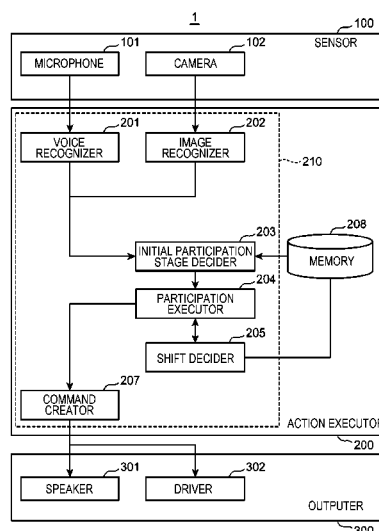 1
100
SENSOR
101
102
MICROPHONE
CAMERA
201
202
VOICE
RECOGNIZER
IMAGE
RECOGNIZER
210
203
208
INITIAL PARTICIPATION
STAGE DECIDER
MEMORY
204
PARTICIPATION
EXECUTOR
205
SHIFT DECIDER
207
COMMAND
CREATOR
ACTION EXECUTOR
200
301
302
SPEAKER
DRIVER
OUTPUTER
300